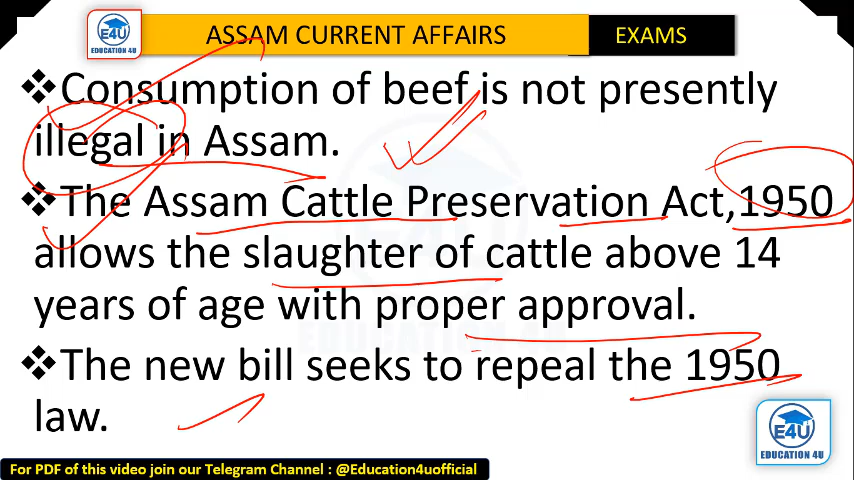 E4U
EDUCATION 4U
ASSAM CURRENT AFFAIRS
EXAMS
❖Consumption of beef is not presently
illegal in Assam.
❖The Assam Cattle Preservation Act,1950
allows the slaughter of cattle above 14
years of age with proper approval.
❖The new bill seeks to repeal the 1950
law.
EDUCATION 4U
E4U
EDUCATION 4U
For PDF of this video join our Telegram Channel : @Education4uofficial